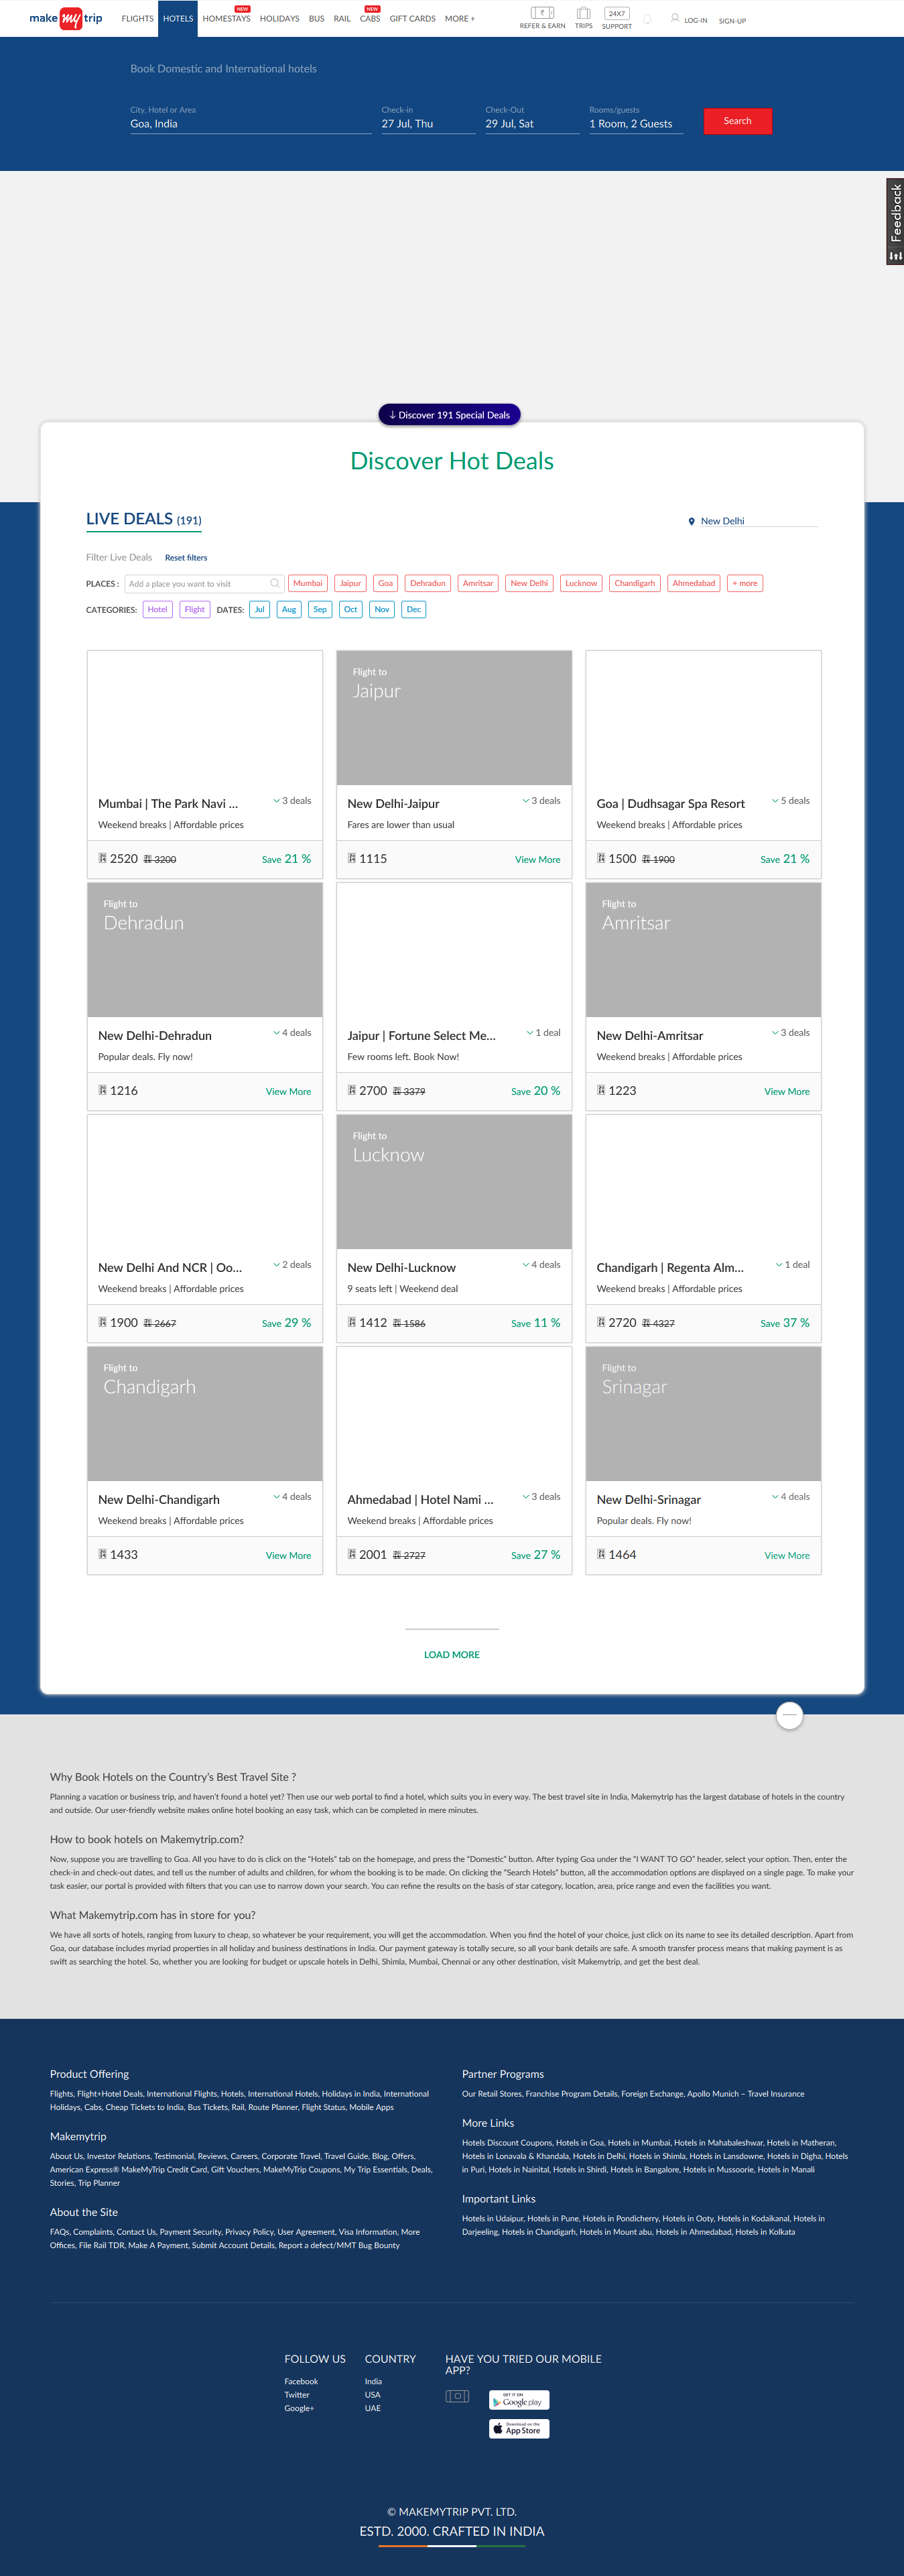 make my trip
FLIGHTS HOTELS HOMESTAYS NEW HOLIDAYS BUS RAIL CABS NEW GIFT CARDS MORE + REFER & EARN TRIPS 24X7 SUPPORT LOG-IN SIGN-UP
Book Domestic and International hotels
City, Hotel or Area Check-in Check-Out Rooms/guests
Goa, India 27 Jul, Thu 29 Jul, Sat 1 Room, 2 Guests Search
Feedback
↓ Discover 191 Special Deals
Discover Hot Deals
LIVE DEALS (191) New Delhi
Filter Live Deals Reset filters
PLACES : Add a place you want to visit Mumbai Jaipur Goa Dehradun Amritsar New Delhi Lucknow Chandigarh Ahmedabad + more
CATEGORIES: Hotel Flight DATES: Jul Aug Sep Oct Nov Dec
Flight to
Jaipur
Mumbai | The Park Navi ... 3 deals New Delhi-Jaipur 3 deals Goa | Dudhsagar Spa Resort 5 deals
Weekend breaks | Affordable prices Fares are lower than usual Weekend breaks | Affordable prices
2520 3200 Save 21 % 1115 View More 1500 1900 Save 21 %
Flight to Flight to
Dehradun Amritsar
New Delhi-Dehradun 4 deals Jaipur | Fortune Select Me... 1 deal New Delhi-Amritsar 3 deals
Popular deals. Fly now! Few rooms left. Book Now! Weekend breaks | Affordable prices
1216 View More 2700 3379 Save 20 % 1223 View More
Flight to
Lucknow
New Delhi And NCR | Oo... 2 deals New Delhi-Lucknow 4 deals Chandigarh | Regenta Alm... 1 deal
Weekend breaks | Affordable prices 9 seats left | Weekend deal Weekend breaks | Affordable prices
1900 2667 Save 29 % 1412 1586 Save 11 % 2720 4327 Save 37 %
Flight to Flight to
Chandigarh Srinagar
New Delhi-Chandigarh 4 deals Ahmedabad | Hotel Nami ... 3 deals New Delhi-Srinagar 4 deals
Weekend breaks | Affordable prices Weekend breaks | Affordable prices Popular deals. Fly now!
1433 View More 2001 2727 Save 27 % 1464 View More
LOAD MORE
Why Book Hotels on the Country's Best Travel Site ?
Planning a vacation or business trip, and haven't found a hotel yet? Then use our web portal to find a hotel, which suits you in every way. The best travel site in India, Makemytrip has the largest database of hotels in the country
and outside. Our user-friendly website makes online hotel booking an easy task, which can be completed in mere minutes.
How to book hotels on Makemytrip.com?
Now, suppose you are travelling to Goa. All you have to do is click on the "Hotels" tab on the homepage, and press the "Domestic" button. After typing Goa under the "I WANT TO GO" header, select your option. Then, enter the
check-in and check-out dates, and tell us the number of adults and children, for whom the booking is to be made. On clicking the "Search Hotels" button, all the accommodation options are displayed on a single page. To make your
task easier, our portal is provided with filters that you can use to narrow down your search. You can refine the results on the basis of star category, location, area, price range and even the facilities you want.
What Makemytrip.com has in store for you?
We have all sorts of hotels, ranging from luxury to cheap, so whatever be your requirement, you will get the accommodation. When you find the hotel of your choice, just click on its name to see its detailed description. Apart from
Goa, our database includes myriad properties in all holiday and business destinations in India. Our payment gateway is totally secure, so all your bank details are safe. A smooth transfer process means that making payment is as
swift as searching the hotel. So, whether you are looking for budget or upscale hotels in Delhi, Shimla, Mumbai, Chennai or any other destination, visit Makemytrip, and get the best deal.
Product Offering
Flights, Flight+Hotel Deals, International Flights, Hotels, International Hotels, Holidays in India, International
Holidays, Cabs, Cheap Tickets to India, Bus Tickets, Rail, Route Planner, Flight Status, Mobile Apps
Makemytrip
About Us, Investor Relations, Testimonial, Reviews, Careers, Corporate Travel, Travel Guide, Blog, Offers,
American Express® MakeMyTrip Credit Card, Gift Vouchers, MakeMyTrip Coupons, My Trip Essentials, Deals,
Stories, Trip Planner
About the Site
FAQs, Complaints, Contact Us, Payment Security, Privacy Policy, User Agreement, Visa Information, More
Offices, File Rail TDR, Make A Payment, Submit Account Details, Report a defect/MMT Bug Bounty
Partner Programs
Our Retail Stores, Franchise Program Details, Foreign Exchange, Apollo Munich – Travel Insurance
More Links
Hotels Discount Coupons, Hotels in Goa, Hotels in Mumbai, Hotels in Mahabaleshwar, Hotels in Matheran,
Hotels in Lonavala & Khandala, Hotels in Delhi, Hotels in Shimla, Hotels in Lansdowne, Hotels in Digha, Hotels
in Puri, Hotels in Nainital, Hotels in Shirdi, Hotels in Bangalore, Hotels in Mussoorie, Hotels in Manali
Important Links
Hotels in Udaipur, Hotels in Pune, Hotels in Pondicherry, Hotels in Ooty, Hotels in Kodaikanal, Hotels in
Darjeeling, Hotels in Chandigarh, Hotels in Mount abu, Hotels in Ahmedabad, Hotels in Kolkata
FOLLOW US
Facebook
Twitter
Google+
COUNTRY
India
USA
UAE
HAVE YOU TRIED OUR MOBILE
APP?
GET IT ON
Google play
Download on the
App Store
© MAKEMYTRIP PVT. LTD.
ESTD. 2000. CRAFTED IN INDIA